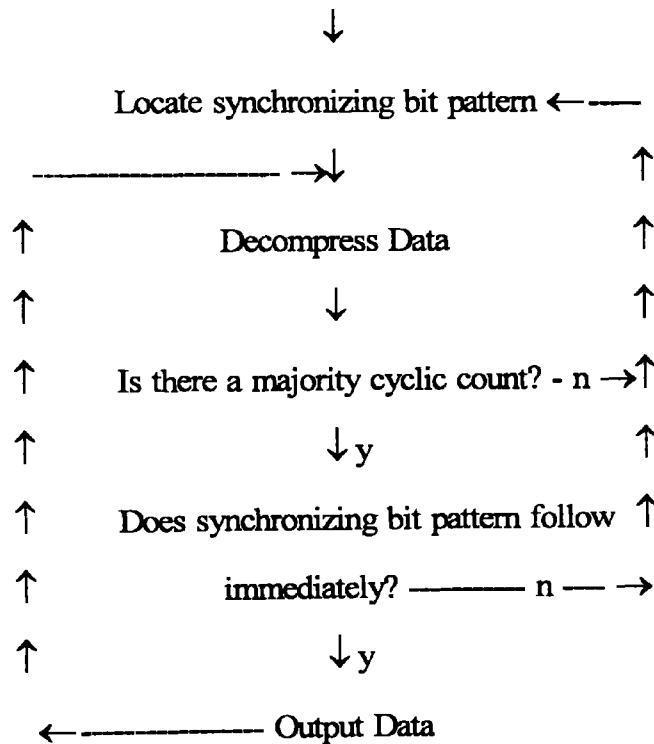 ↓
Locate synchronizing bit pattern ← ----
---------------------- →↓ ↑
↑ Decompress Data ↑
↑ ↓ ↑
↑ Is there a majority cyclic count? - n →↑
↑ ↓ y ↑
↑ Does synchronizing bit pattern follow ↑
↑ immediately? ---------- n --- →
↑ ↓ y
← ---------------- Output Data